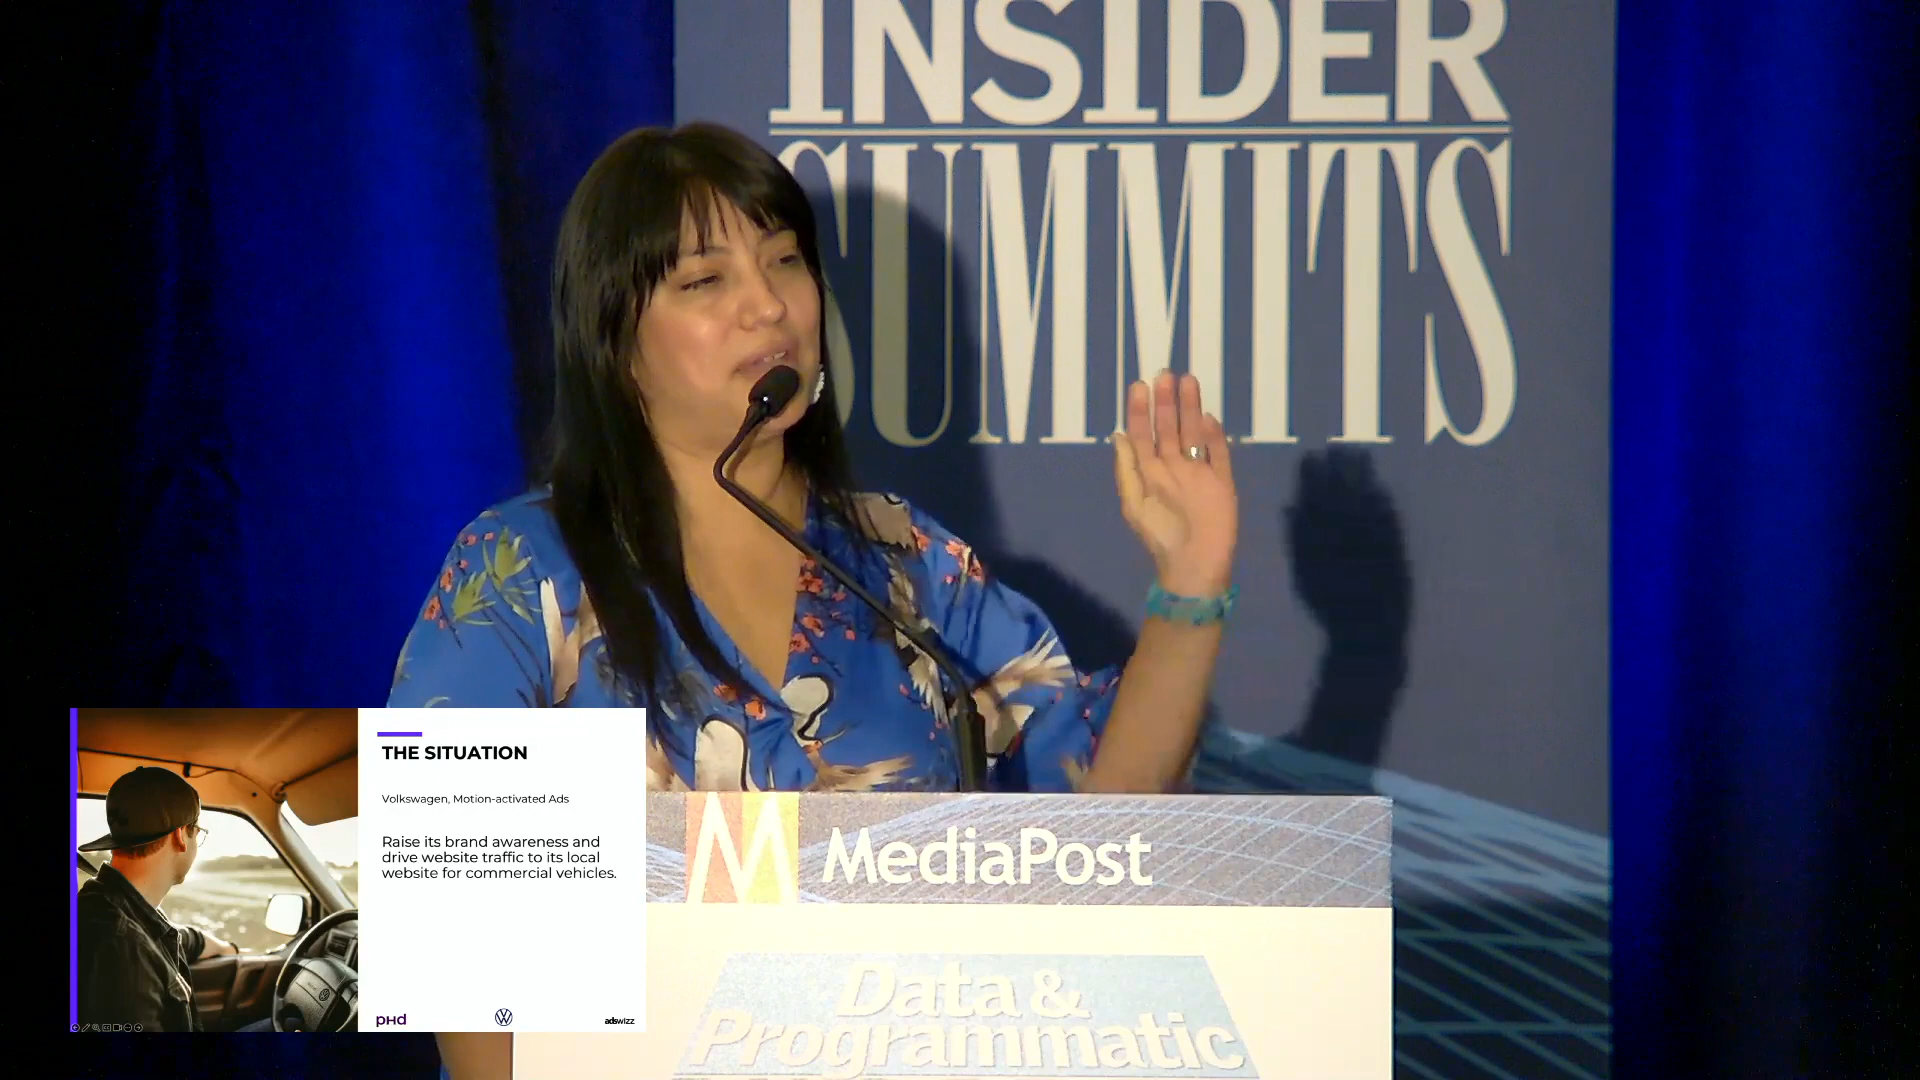 INSIDER
SUMMITS
THE SITUATION
Volkswagen, Motion-activated Ads
Raise its brand awareness and
drive website traffic to its local
website for commercial vehicles.
pHd
adswizz
M MediaPost
Data &
Programmatic